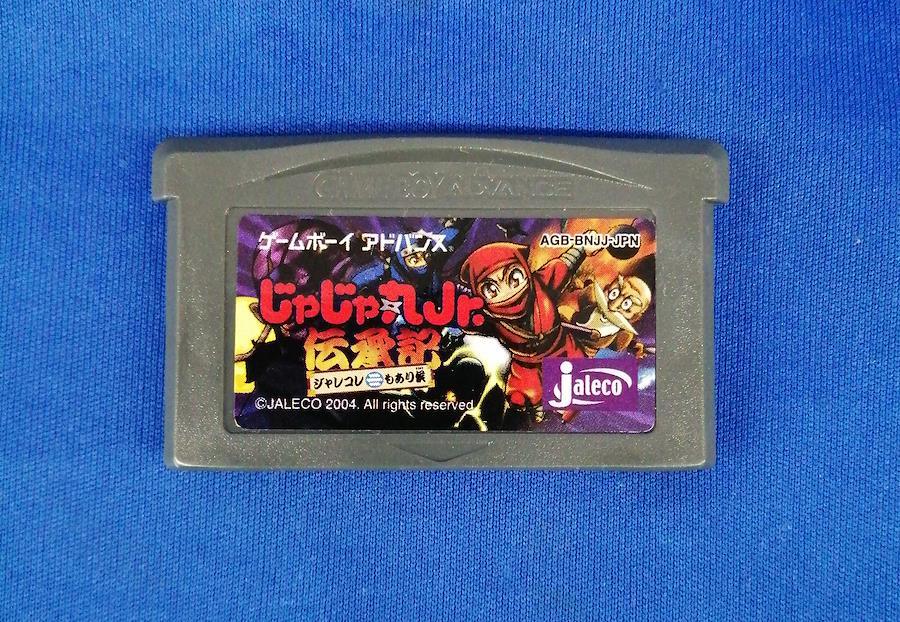 GAME BOY ADVANCE
ゲームボーイ アドバンス
AGB-BNJJ-JPN
じゃじゃ丸Jr.
伝承記
ジャレコレもあり候
©JALECO 2004. All rights reserved.
jaleco